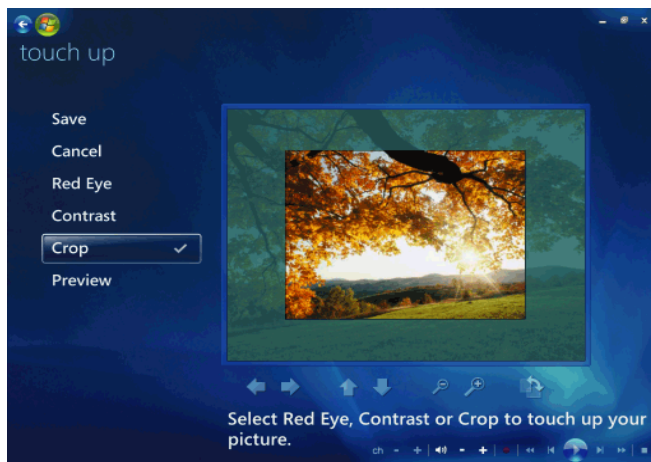 touch up
Save
Cancel
Red Eye
Contrast
Crop
Preview
Select Red Eye, Contrast or Crop to touch up your
picture.
ch - + - +